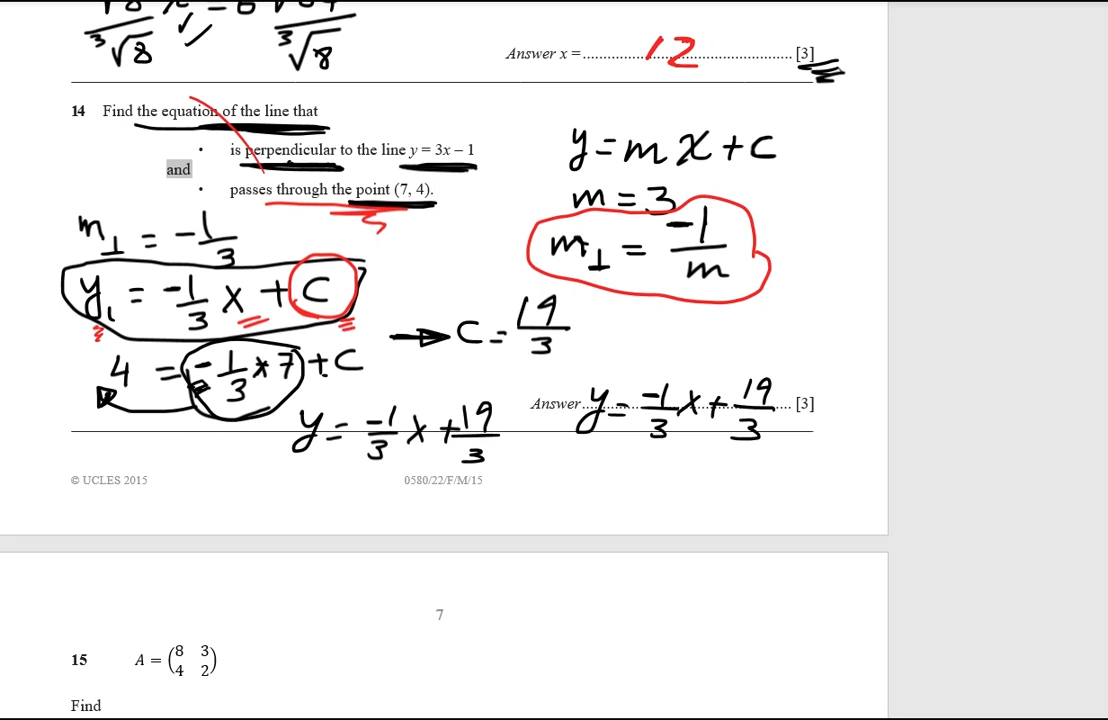 ∛8 ∛8
Answer x = 12 [3]
14 Find the equation of the line that
• is perpendicular to the line y = 3x – 1
and
• passes through the point (7, 4).
y = mx + c
m = 3
m⊥ = -1/m
m⊥ = -1/3
y₁ = -1/3 x + C
→ C = 19/3
4 = -1/3 × 7 + C
y = -1/3 x + 19/3
Answer y = -1/3 x + 19/3 [3]
© UCLES 2015 0580/22/F/M/15
7
15 A = (8 3
4 2)
Find